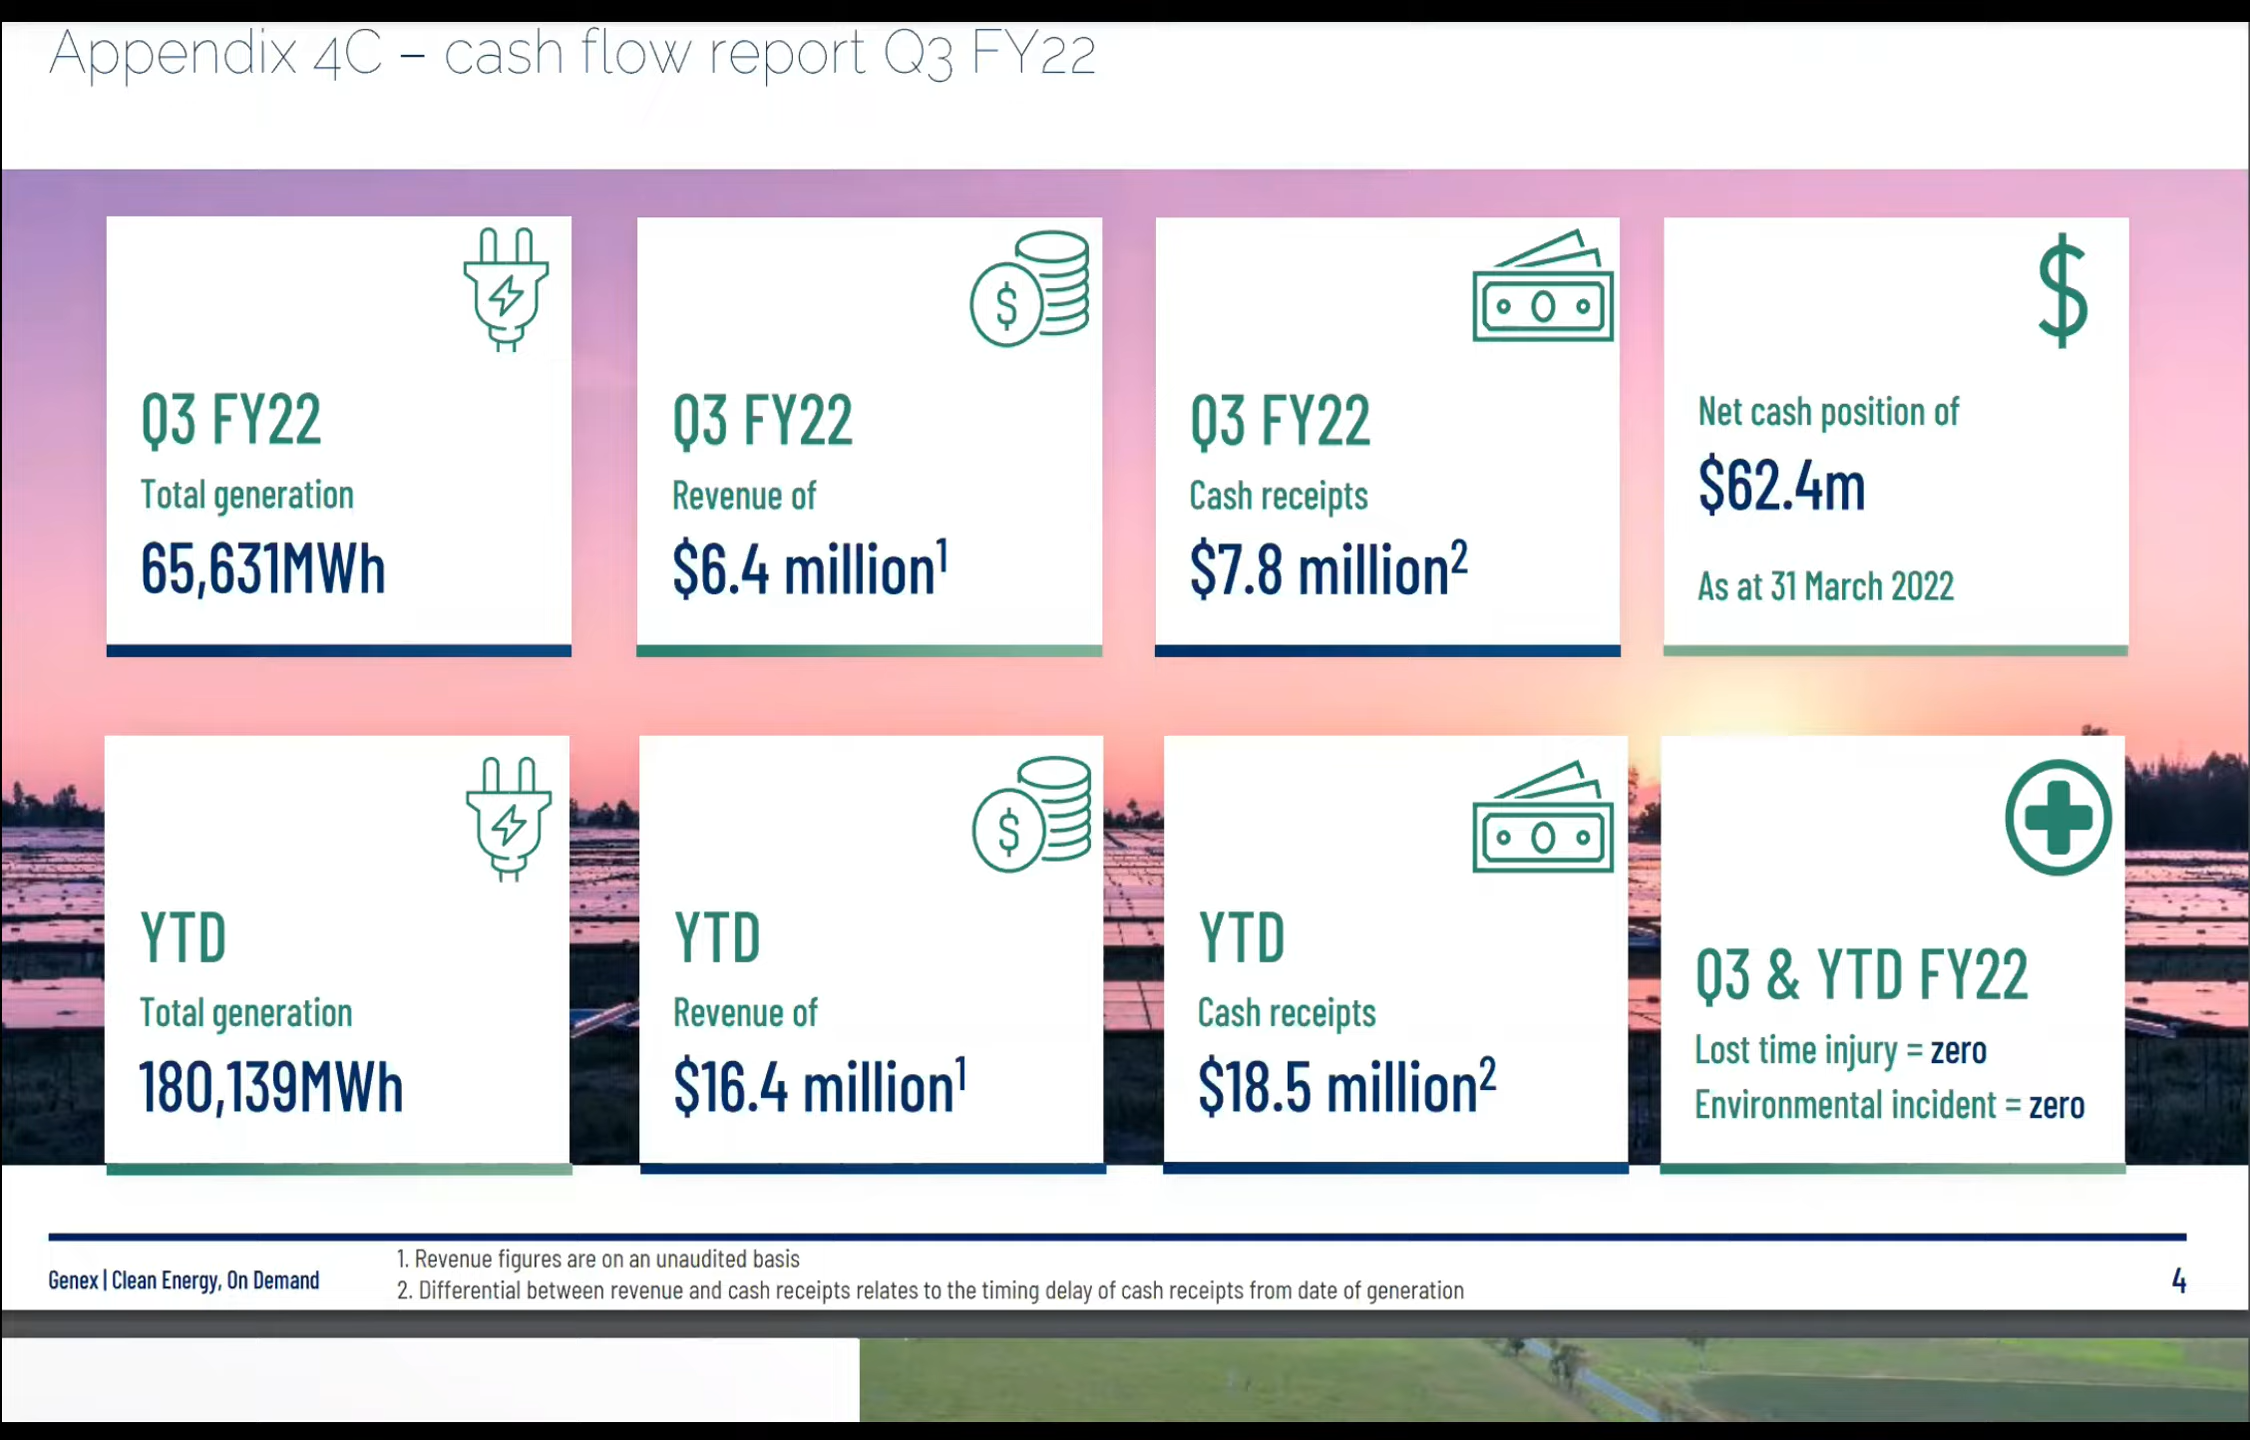 Appendix 4C – cash flow report Q3 FY22
Q3 FY22
Total generation
65,631MWh
Q3 FY22
Revenue of
$6.4 million¹
Q3 FY22
Cash receipts
$7.8 million²
Net cash position of
$62.4m
As at 31 March 2022
YTD
Total generation
180,139MWh
YTD
Revenue of
$16.4 million¹
YTD
Cash receipts
$18.5 million²
Q3 & YTD FY22
Lost time injury = zero
Environmental incident = zero
Genex | Clean Energy, On Demand
1. Revenue figures are on an unaudited basis
2. Differential between revenue and cash receipts relates to the timing delay of cash receipts from date of generation
4